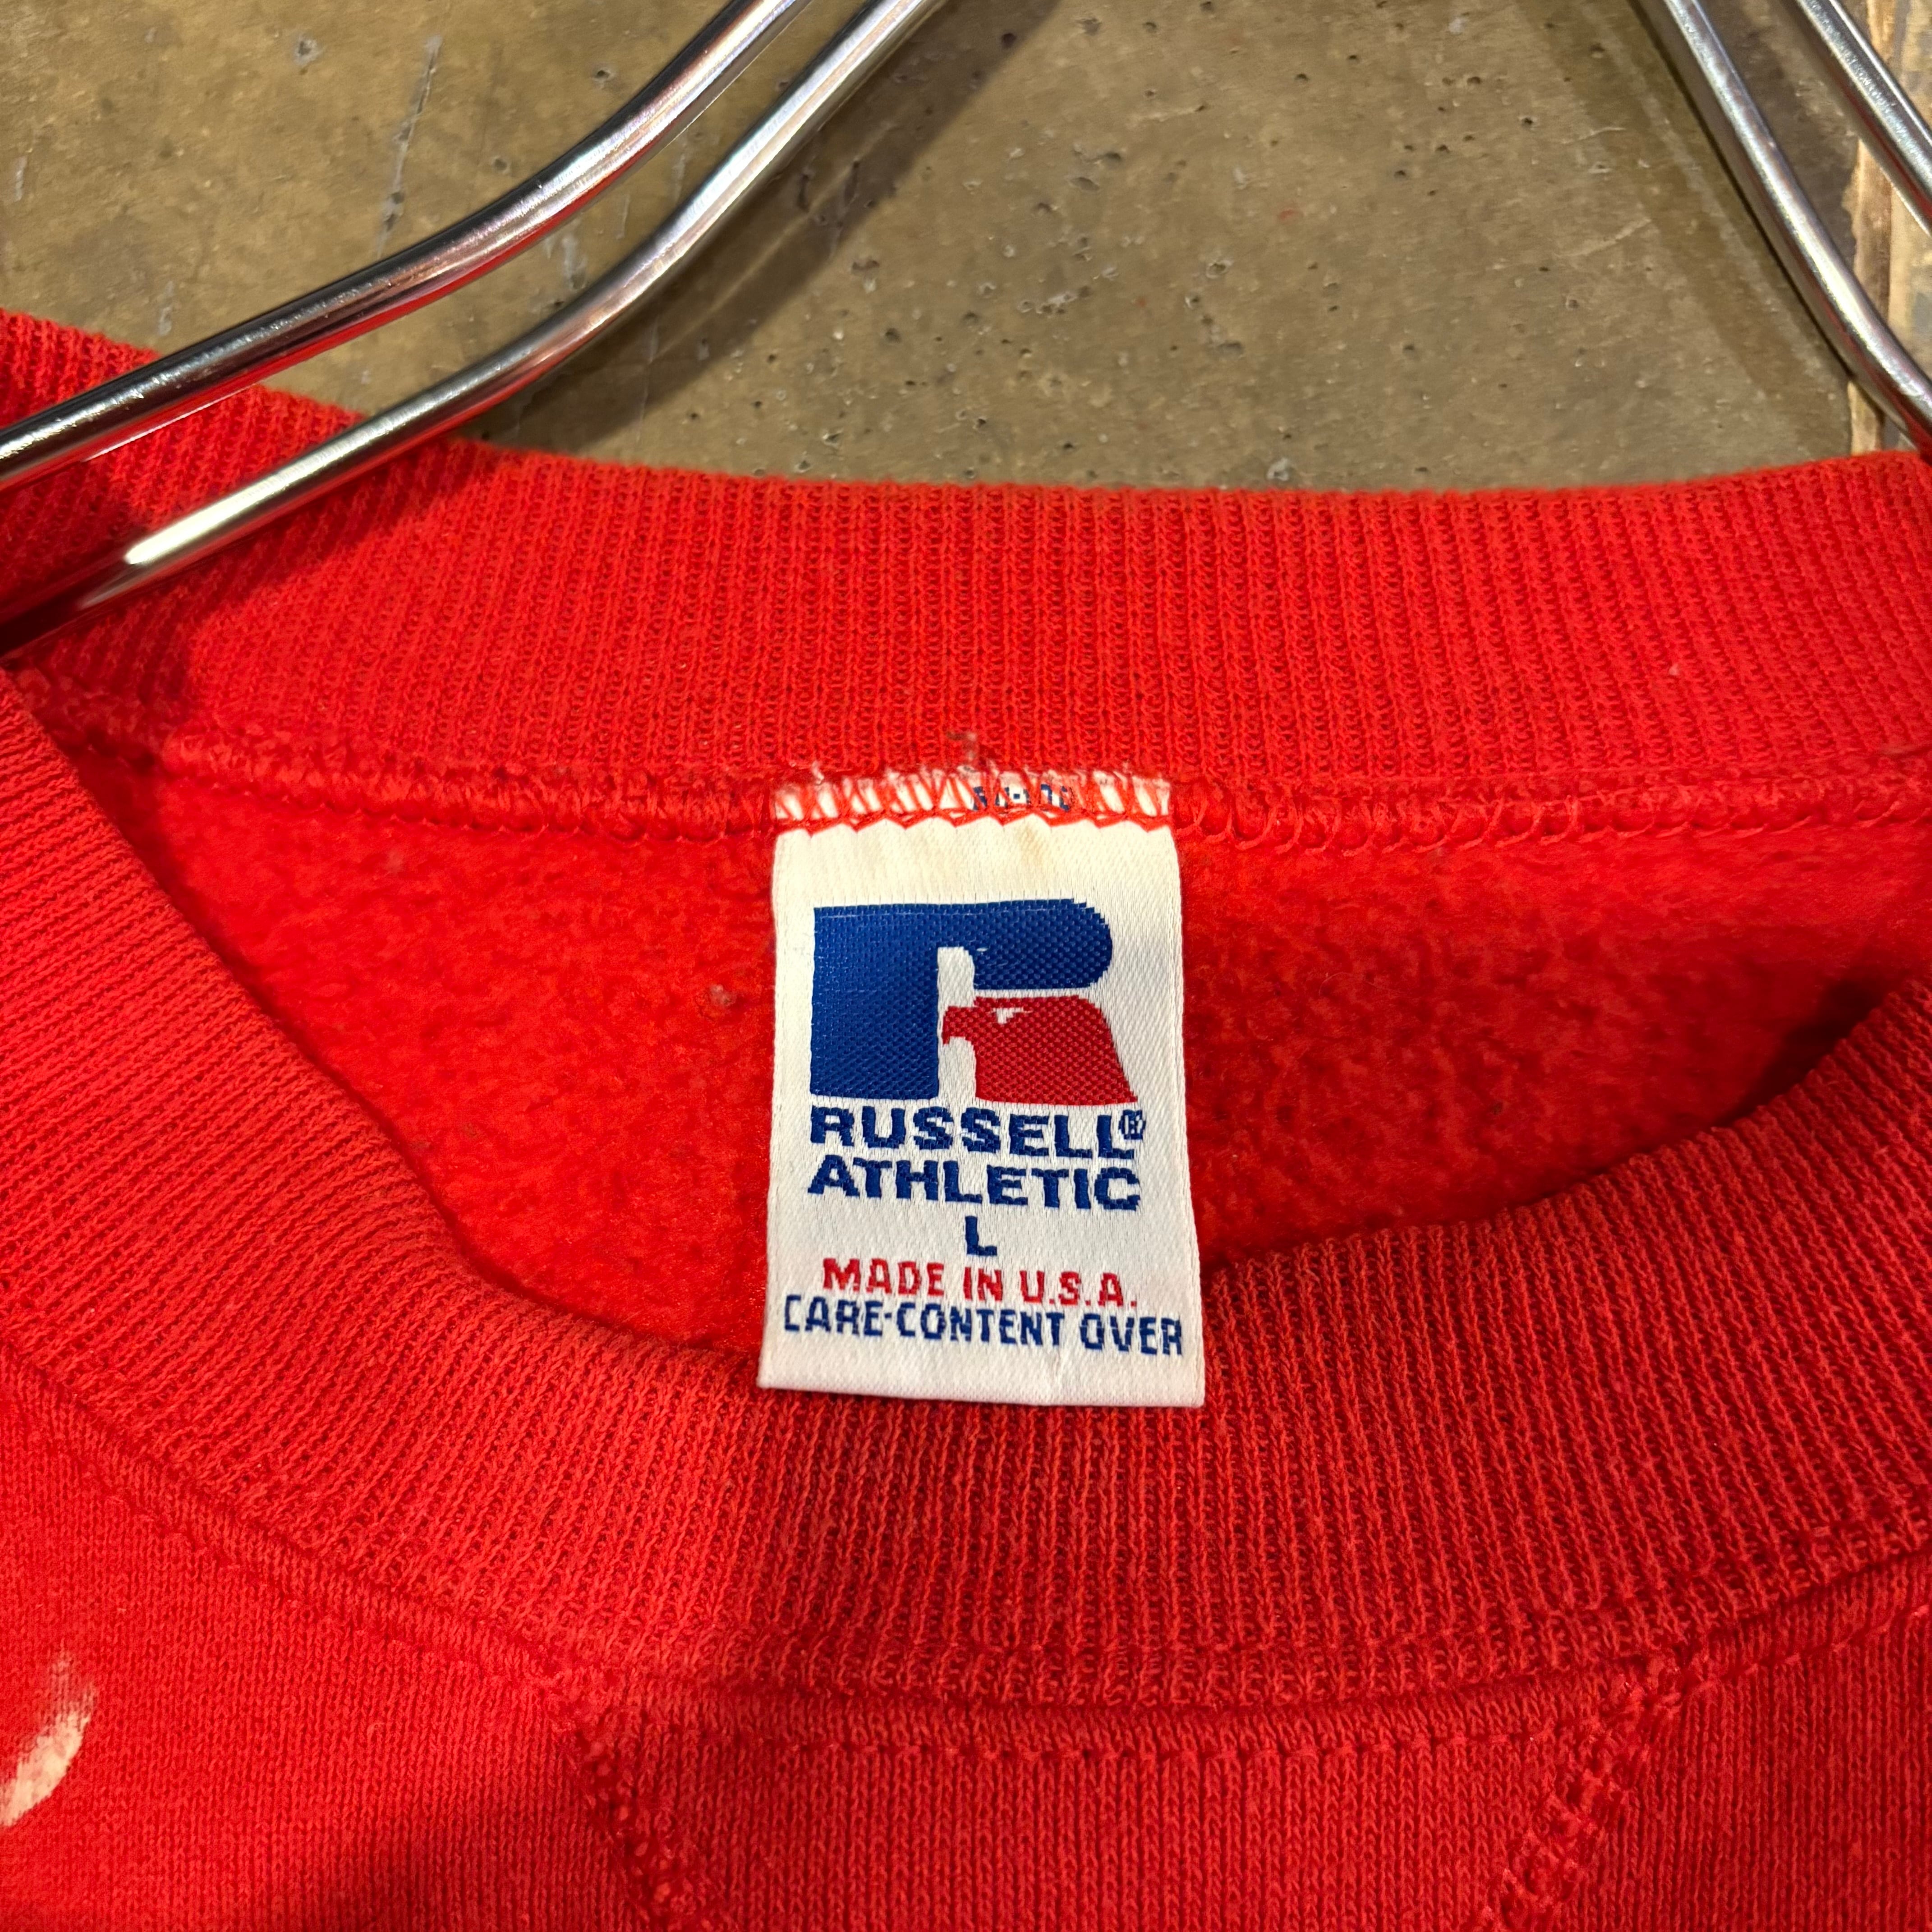 RUSSELL®
ATHLETIC
L
MADE IN U.S.A.
CARE-CONTENT OVER